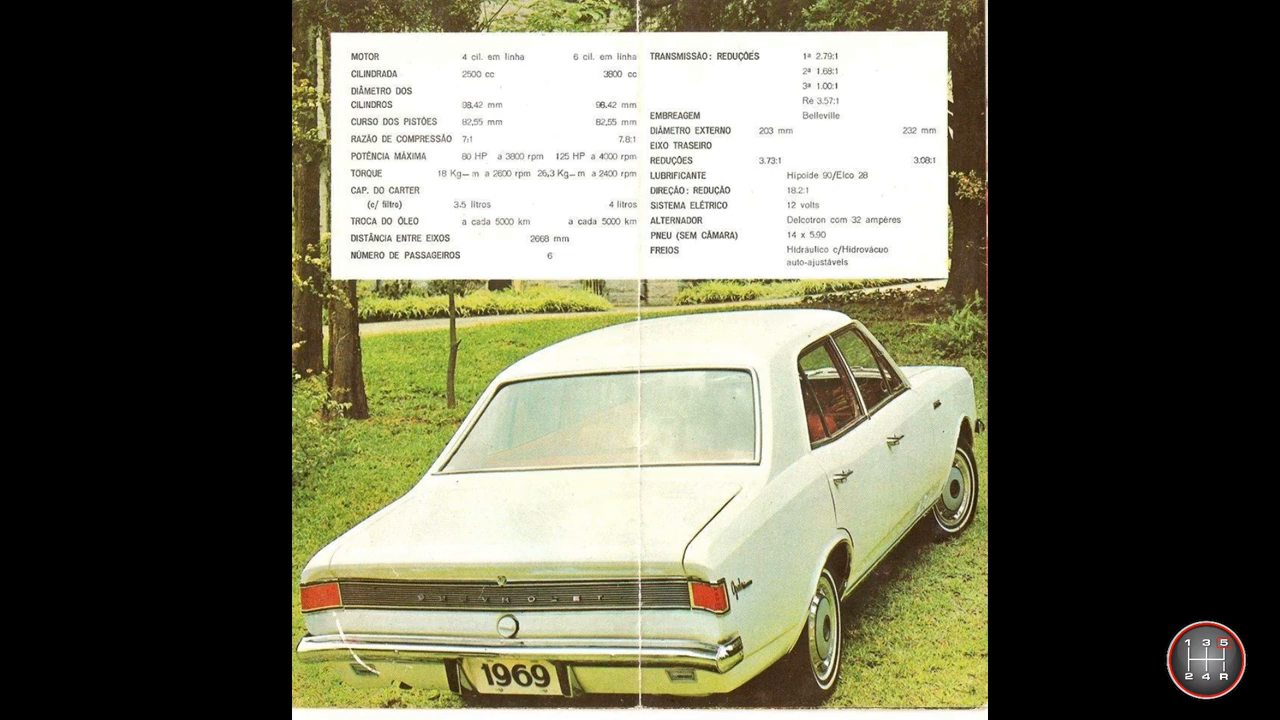 MOTOR 4 cil. em linha 6 cil. em linha
CILINDRADA 2500 cc 3800 cc
DIÂMETRO DOS
CILINDROS 98,42 mm 98,42 mm
CURSO DOS PISTÕES 82,55 mm 82,55 mm
RAZÃO DE COMPRESSÃO 7:1 7.8:1
POTÊNCIA MÁXIMA 80 HP a 3800 rpm 125 HP a 4000 rpm
TORQUE 18 Kg—m a 2600 rpm 26,3 Kg—m a 2400 rpm
CAP. DO CARTER
(c/ filtro) 3.5 litros 4 litros
TROCA DO ÓLEO a cada 5000 km a cada 5000 km
DISTÂNCIA ENTRE EIXOS 2668 mm
NÚMERO DE PASSAGEIROS 6
TRANSMISSÃO: REDUÇÕES 1ª 2.79:1
2ª 1.68:1
3ª 1.00:1
Ré 3.57:1
EMBREAGEM Belleville
DIÂMETRO EXTERNO 203 mm 232 mm
EIXO TRASEIRO
REDUÇÕES 3.73:1 3.08:1
LUBRIFICANTE Hipoide 90/Elco 28
DIREÇÃO: REDUÇÃO 18.2:1
SISTEMA ELÉTRICO 12 volts
ALTERNADOR Delcotron com 32 ampères
PNEU (SEM CÂMARA) 14 x 5.90
FREIOS Hidráulico c/Hidrovácuo
auto-ajustáveis
CHEVROLET
Opala
1969
1 3 5
2 4 R